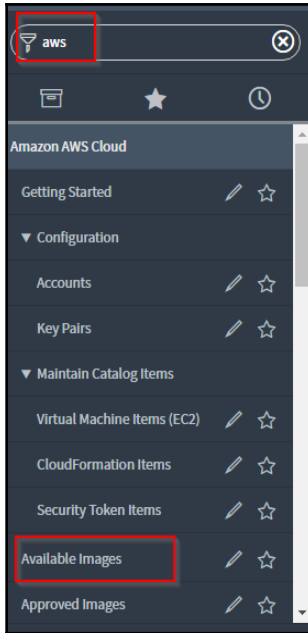 aws
Amazon AWS Cloud
Getting Started
Configuration
Accounts
Key Pairs
Maintain Catalog Items
Virtual Machine Items (EC2)
CloudFormation Items
Security Token Items
Available Images
Approved Images